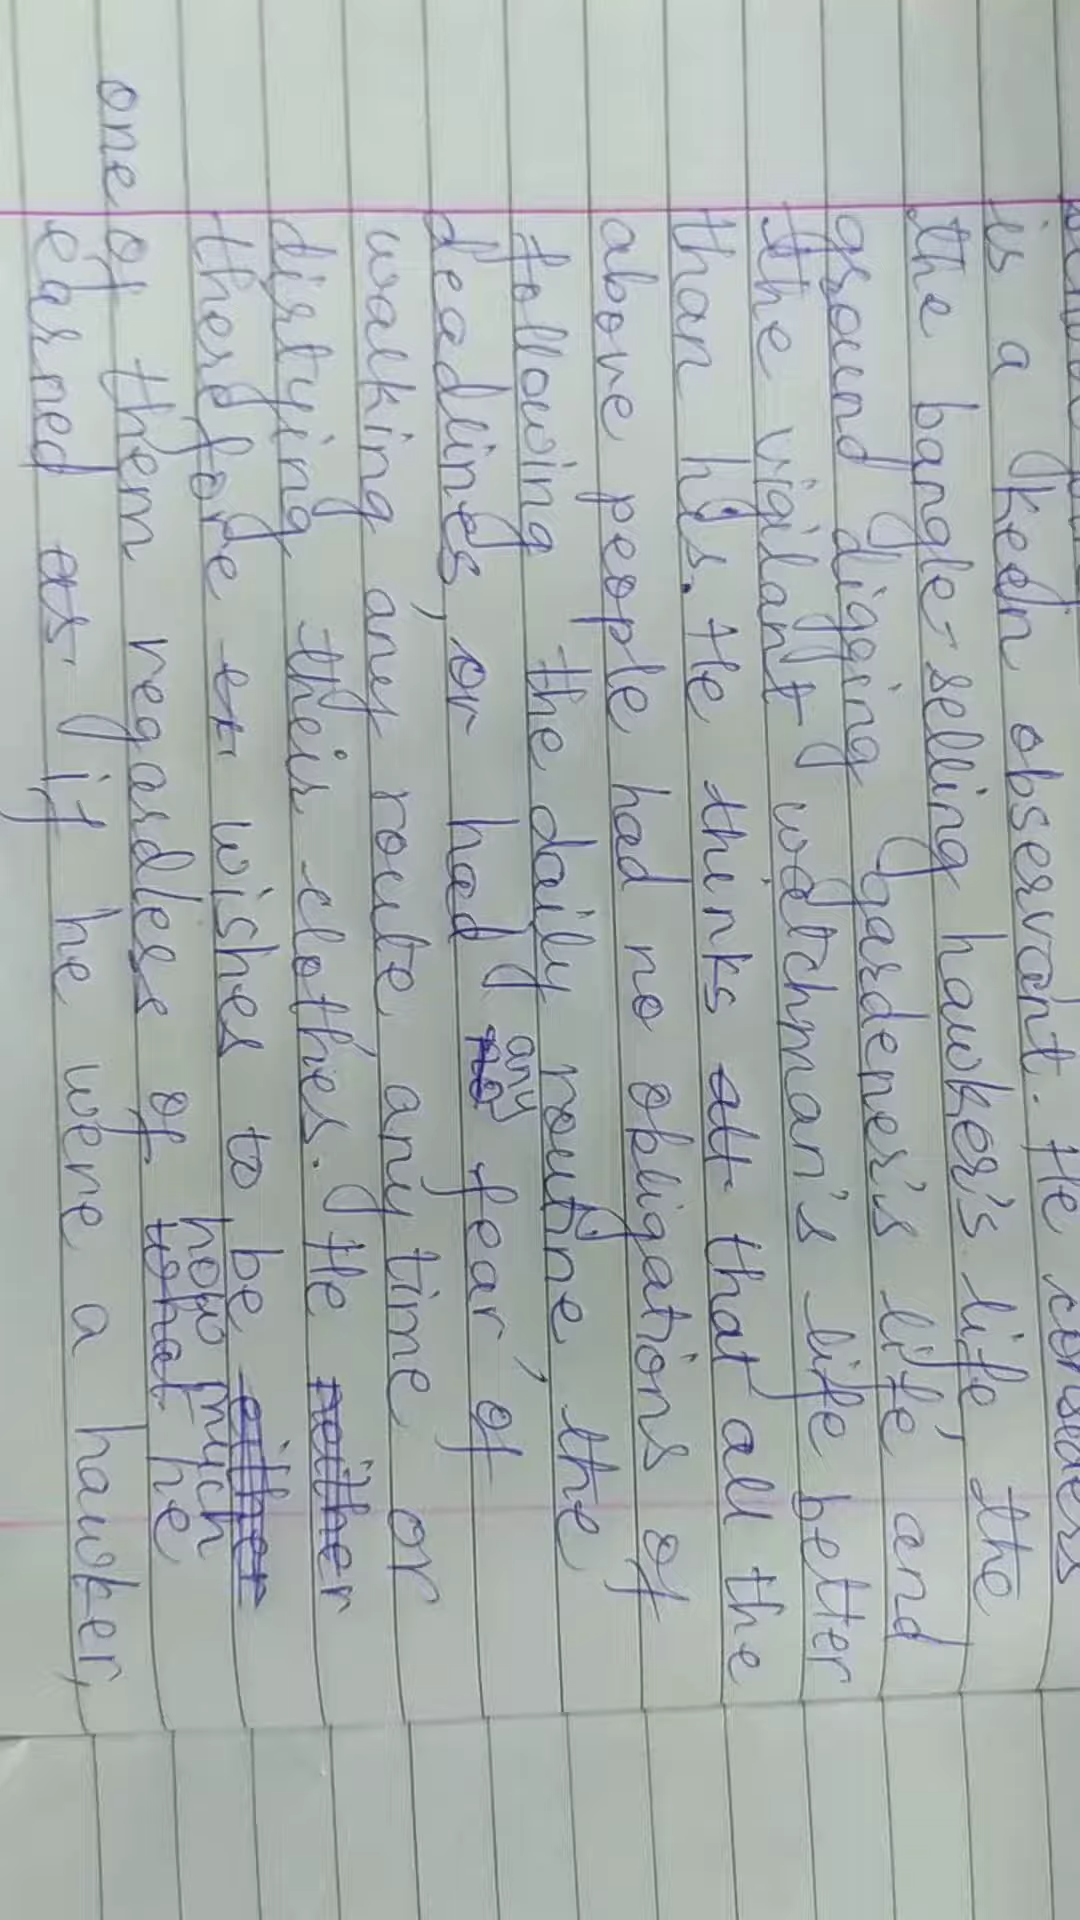 is a keen observant. He considers
the bangle-selling hawker's life, the
ground digging gardener's life, and
the vigilant watchman's life better
than his. He thinks that all the
above people had no obligations of
following the daily routine, the
deadlines, or had any fear of
walking any route any time or
dirtying their clothes. He
therefore wishes to be
one of them regardless of how much he
earned as if he were a hawker,